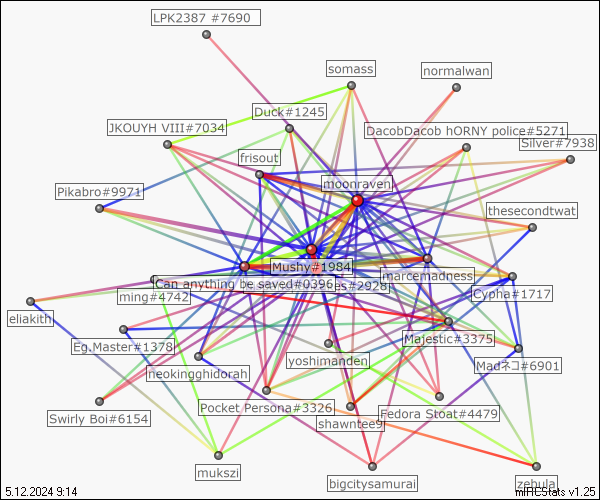 LPK2387 #7690
somass
normalwan
Duck#1245
JKOUYH VIII#7034
DacobDacob hORNY police#5271
Silver#7938
frisout
moonraven
Pikabro#9971
thesecondtwat
Mushy#1984
marcemadness
Can anything be saved#0396
es#2928
Cypha#1717
ming#4742
eliakith
Eg.Master#1378
Majestic#3375
yoshimanden
Madネコ#6901
neokingghidorah
Pocket Persona#3326
Fedora Stoat#4479
Swirly Boi#6154
shawntee9
mukszi
bigcitysamurai
zebula
5.12.2024 9:14
mIRCStats v1.25